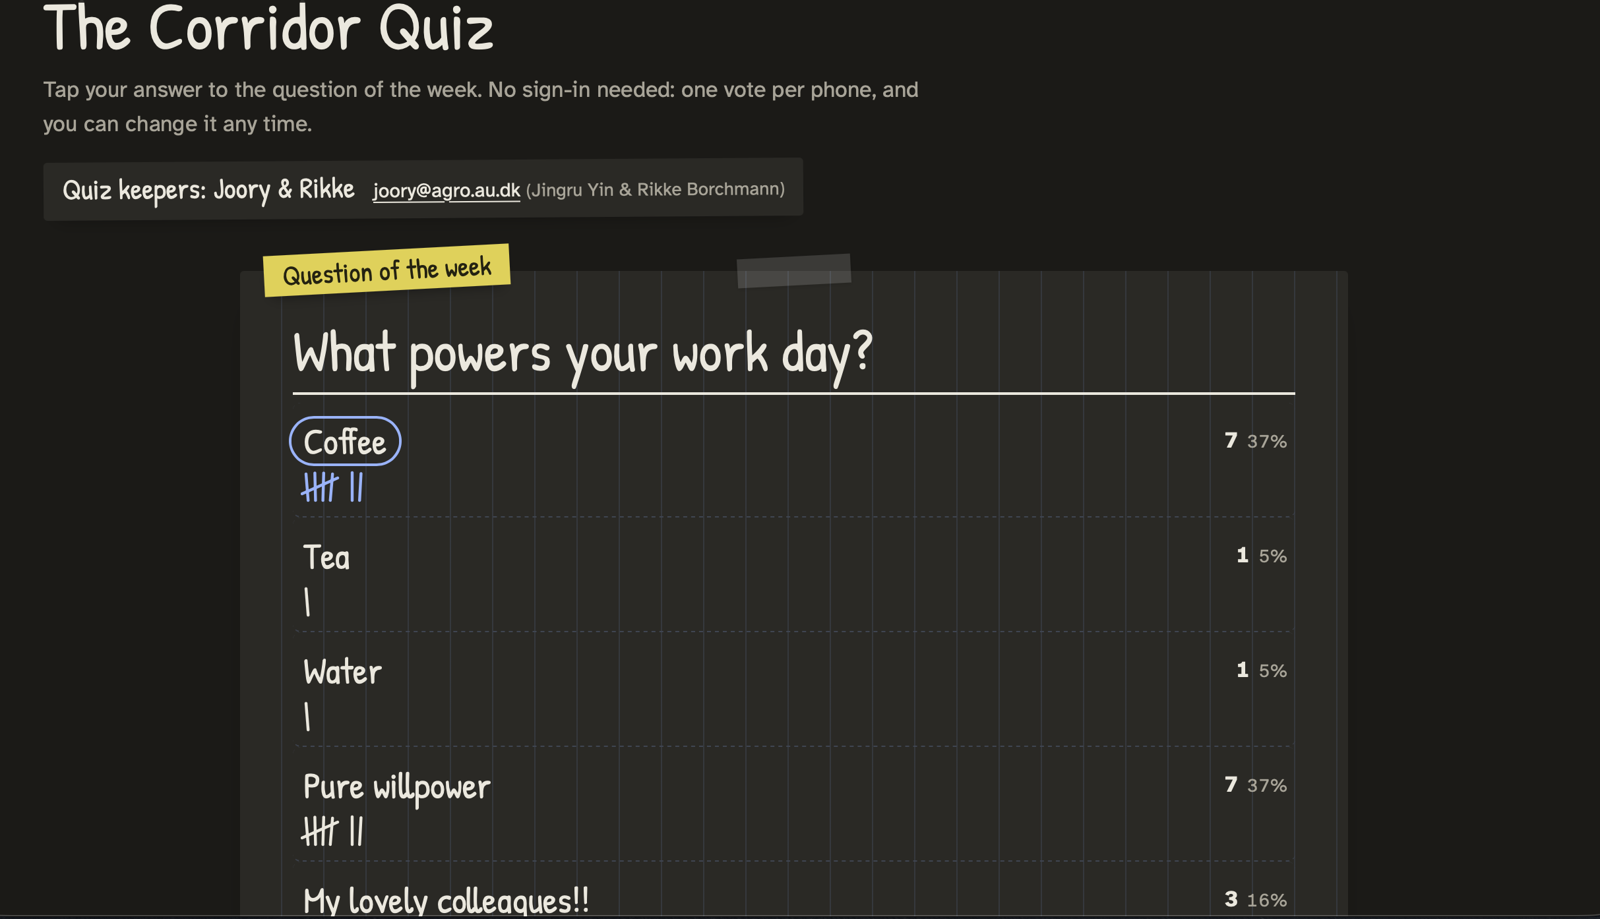 The Corridor Quiz
Tap your answer to the question of the week. No sign-in needed: one vote per phone, and
you can change it any time.
Quiz keepers: Joory & Rikke joory@agro.au.dk (Jingru Yin & Rikke Borchmann)
Question of the week
What powers your work day?
Coffee 7 37%
Tea 1 5%
Water 1 5%
Pure willpower 7 37%
My lovely colleagues!! 3 16%